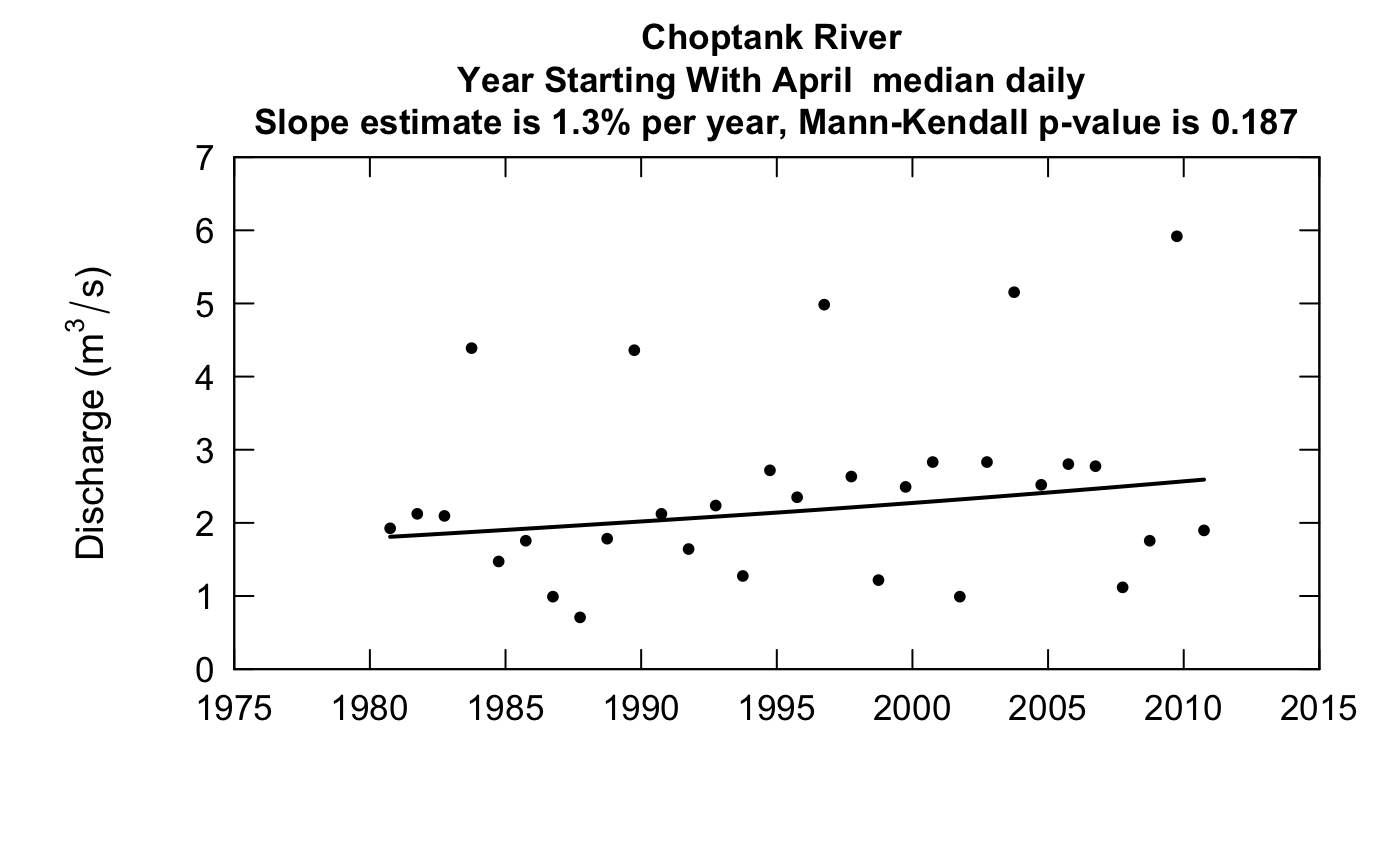 Choptank River
Year Starting With April  median daily
Slope estimate is 1.3% per year, Mann-Kendall p-value is 0.187
Discharge (m³/s)
7
6
5
4
3
2
1
0
1975 1980 1985 1990 1995 2000 2005 2010 2015